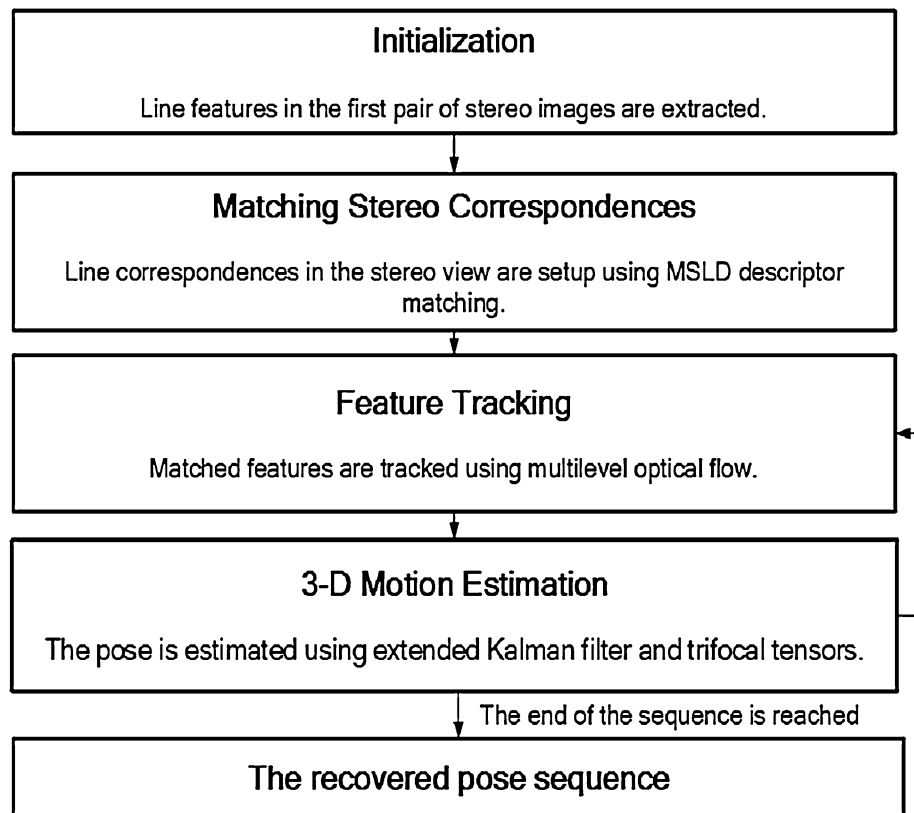 Initialization
Line features in the first pair of stereo images are extracted.
Matching Stereo Correspondences
Line correspondences in the stereo view are setup using MSLD descriptor
matching.
Feature Tracking
Matched features are tracked using multilevel optical flow.
3-D Motion Estimation
The pose is estimated using extended Kalman filter and trifocal tensors.
The end of the sequence is reached
The recovered pose sequence